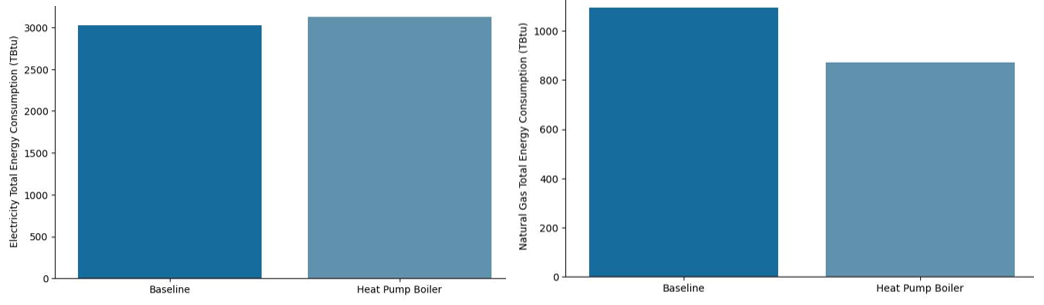 Electricity Total Energy Consumption (TBtu)
3000
2500
2000
1500
1000
500
0
Baseline
Heat Pump Boiler
Natural Gas Total Energy Consumption (TBtu)
1000
800
600
400
200
0
Baseline
Heat Pump Boiler